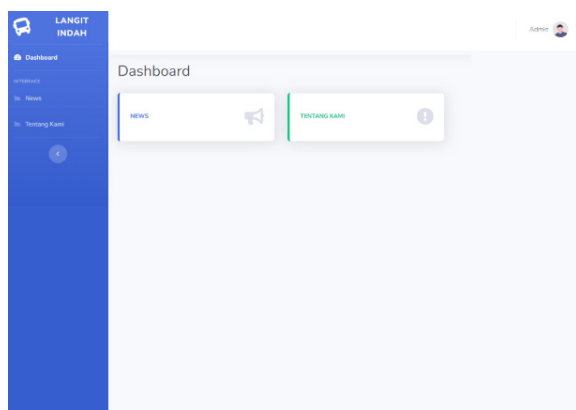 LANGIT
INDAH
Admin
Dashboard
INTERFACE
News
Tentang Kami
Dashboard
NEWS
TENTANG KAMI